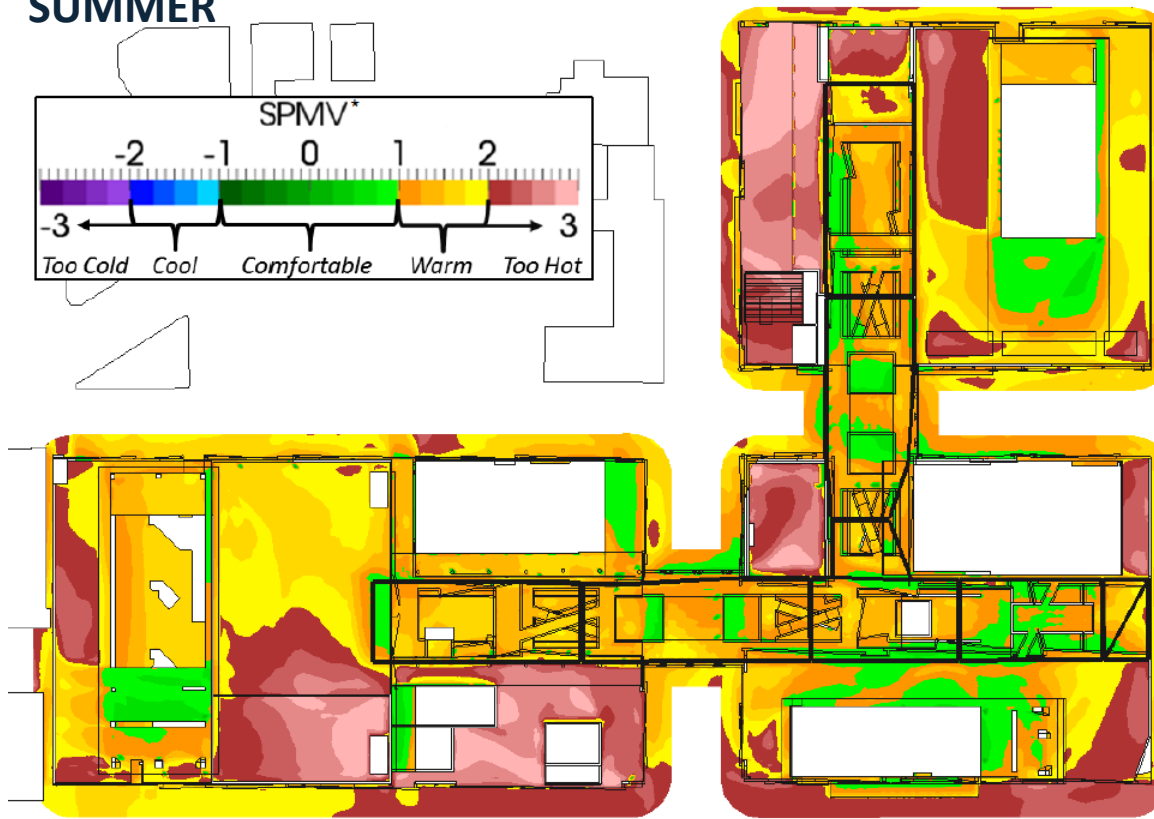 SUMMER
SPMV*
-2 -1 0 1 2
-3 3
Too Cold Cool Comfortable Warm Too Hot